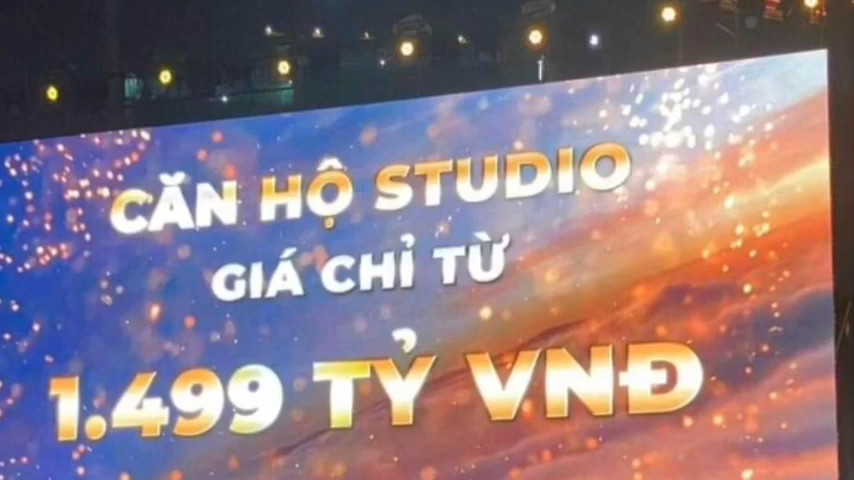 CĂN HỘ STUDIO
GIÁ CHỈ TỪ
1.499 TỶ VNĐ